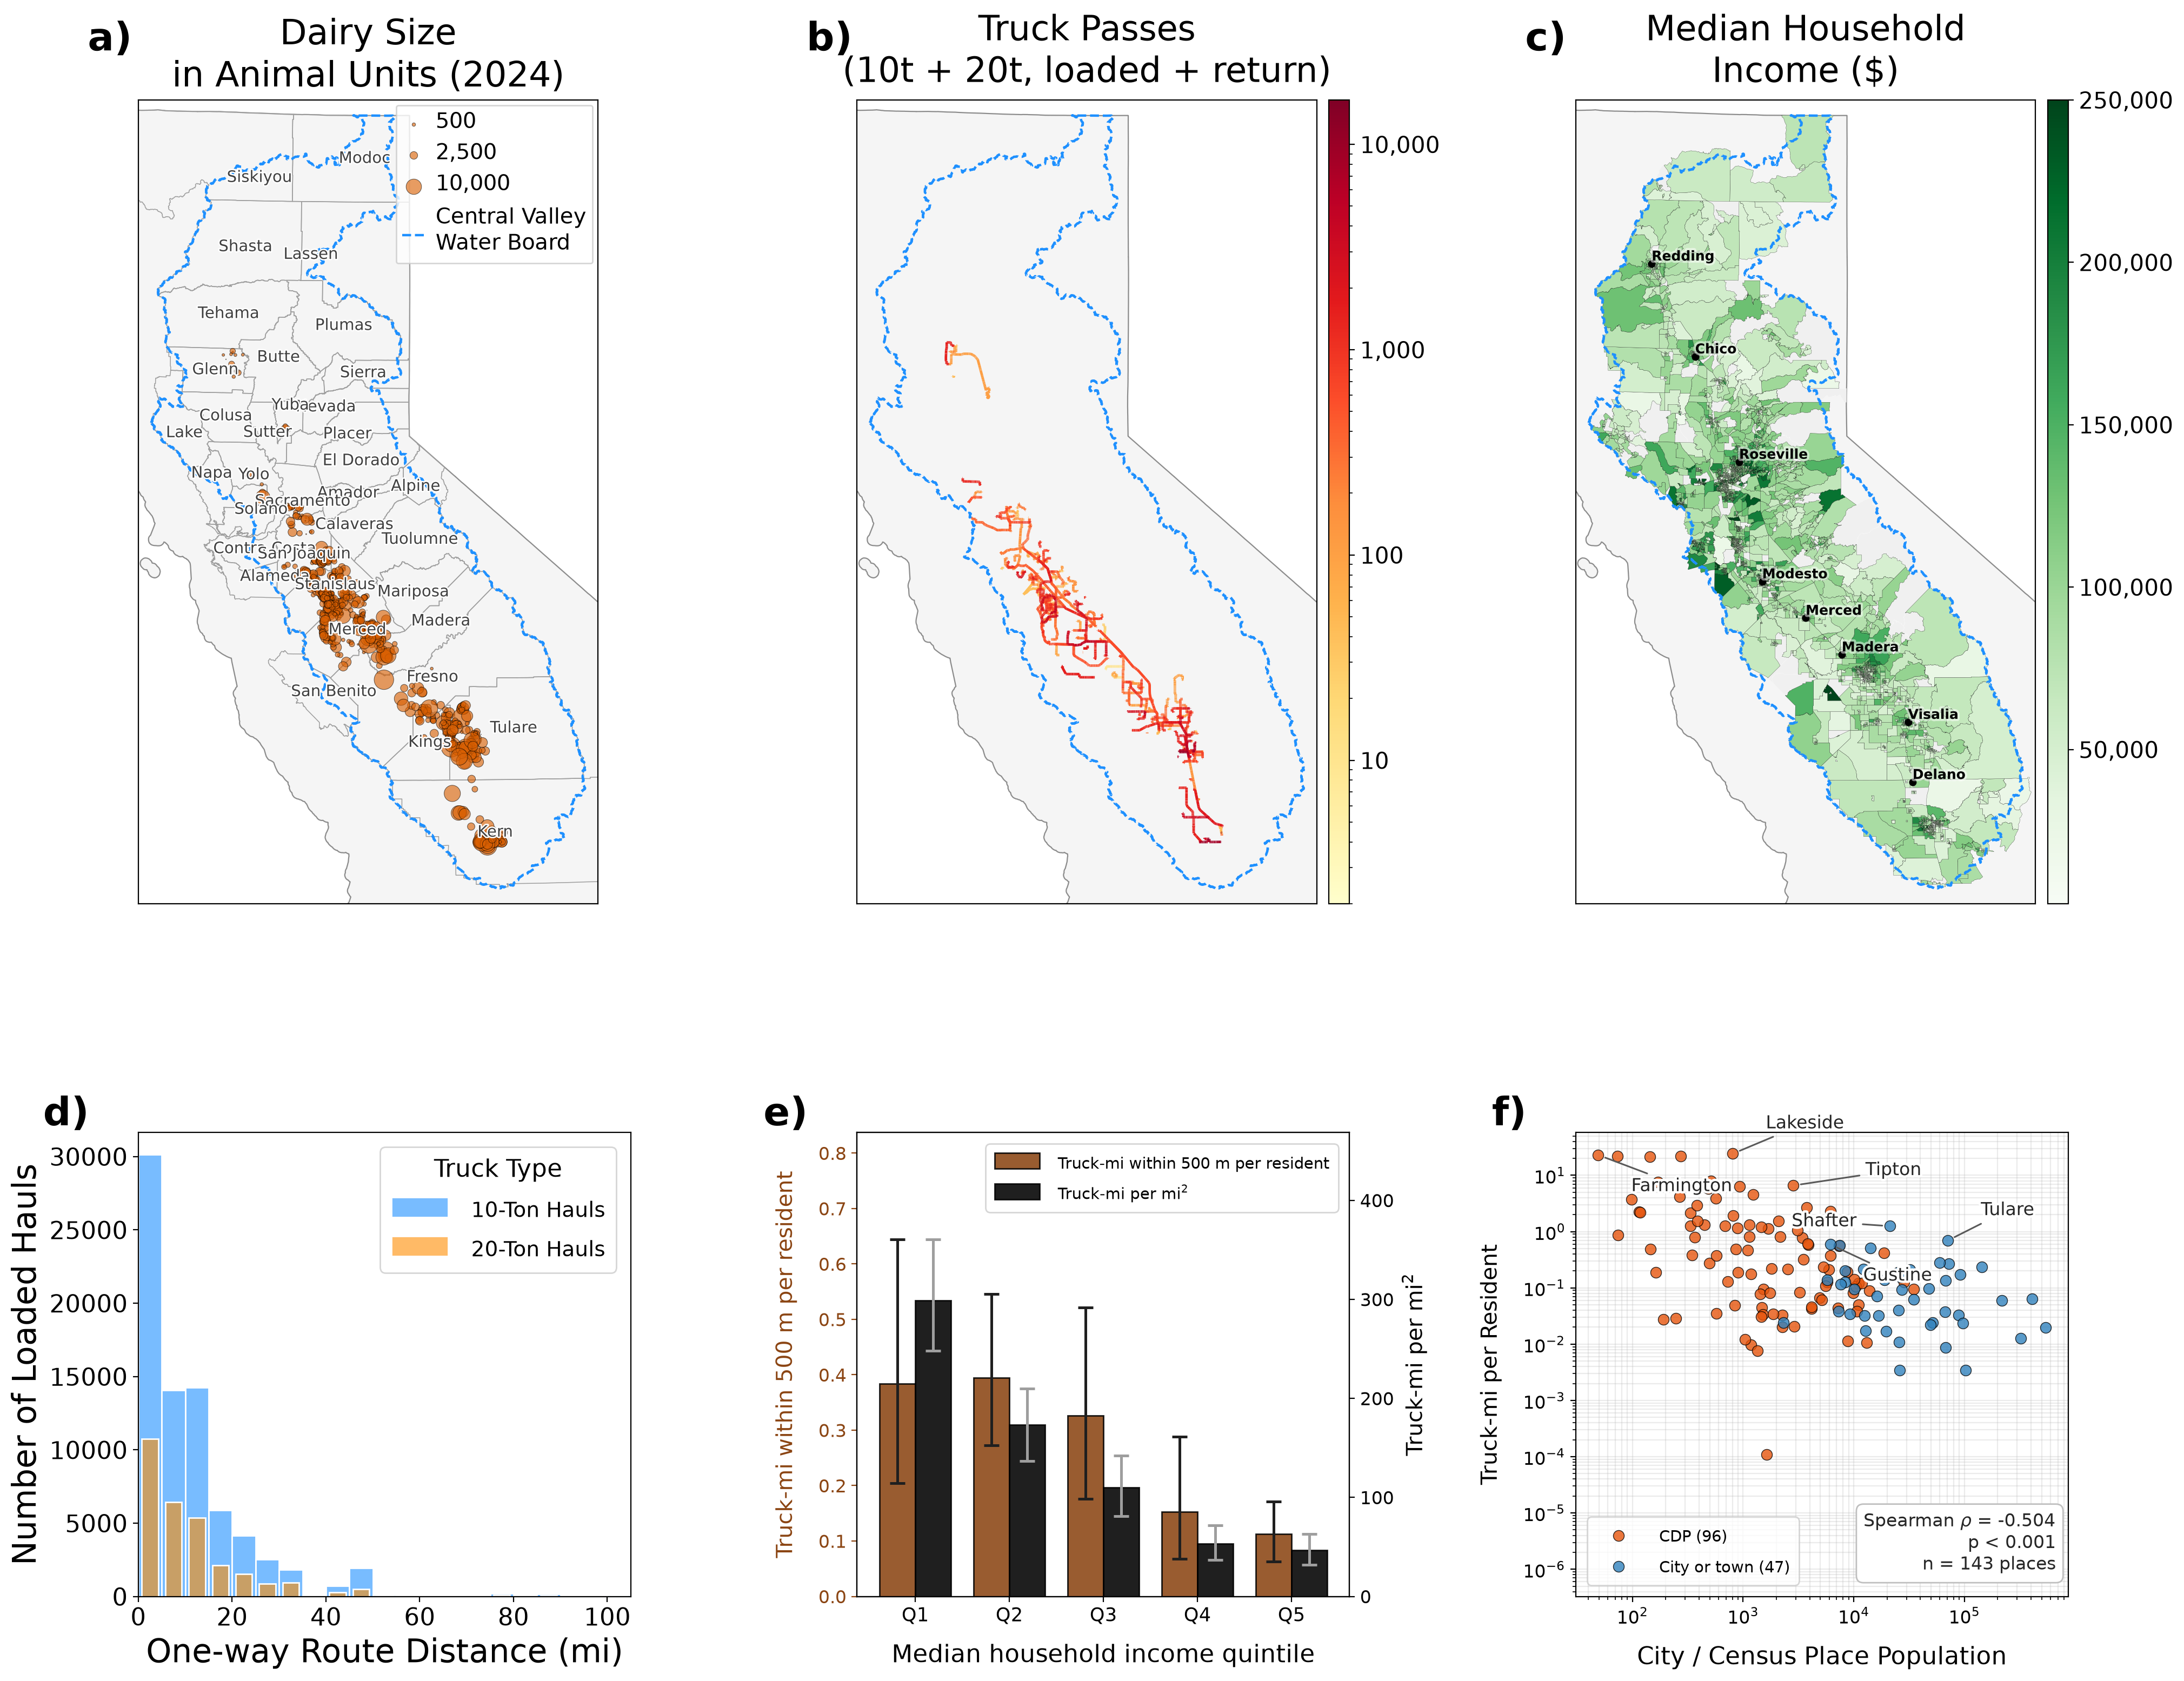 a)
Dairy Size
in Animal Units (2024)
500
2,500
10,000
Central Valley
Water Board
Modoc
Siskiyou
Shasta
Lassen
Tehama
Plumas
Butte
Glenn
Sierra
Yuba
evada
Colusa
Lake
Sutter
Placer
El Dorado
Napa
Yolo
Alpine
Amador
Sacramento
Solano
Calaveras
Tuolumne
Contra Costa
San Joaquin
Alameda
Stanislaus
Mariposa
Madera
Merced
Fresno
San Benito
Tulare
Kings
Kern
b)
Truck Passes
(10t + 20t, loaded + return)
10,000
1,000
100
10
c)
Median Household
Income ($)
Redding
Chico
Roseville
Modesto
Merced
Madera
Visalia
Delano
250,000
200,000
150,000
100,000
50,000
d)
Number of Loaded Hauls
30000
25000
20000
15000
10000
5000
0
Truck Type
10-Ton Hauls
20-Ton Hauls
0 20 40 60 80 100
One-way Route Distance (mi)
e)
Truck-mi within 500 m per resident
0.8
0.7
0.6
0.5
0.4
0.3
0.2
0.1
0.0
Truck-mi within 500 m per resident
Truck-mi per mi²
400
300
200
100
0
Truck-mi per mi²
Q1 Q2 Q3 Q4 Q5
Median household income quintile
f)
Truck-mi per Resident
10¹
10⁰
10⁻¹
10⁻²
10⁻³
10⁻⁴
10⁻⁵
10⁻⁶
Lakeside
Tipton
Farmington
Shafter
Tulare
Gustine
CDP (96)
City or town (47)
Spearman ρ = -0.504
p < 0.001
n = 143 places
10² 10³ 10⁴ 10⁵
City / Census Place Population